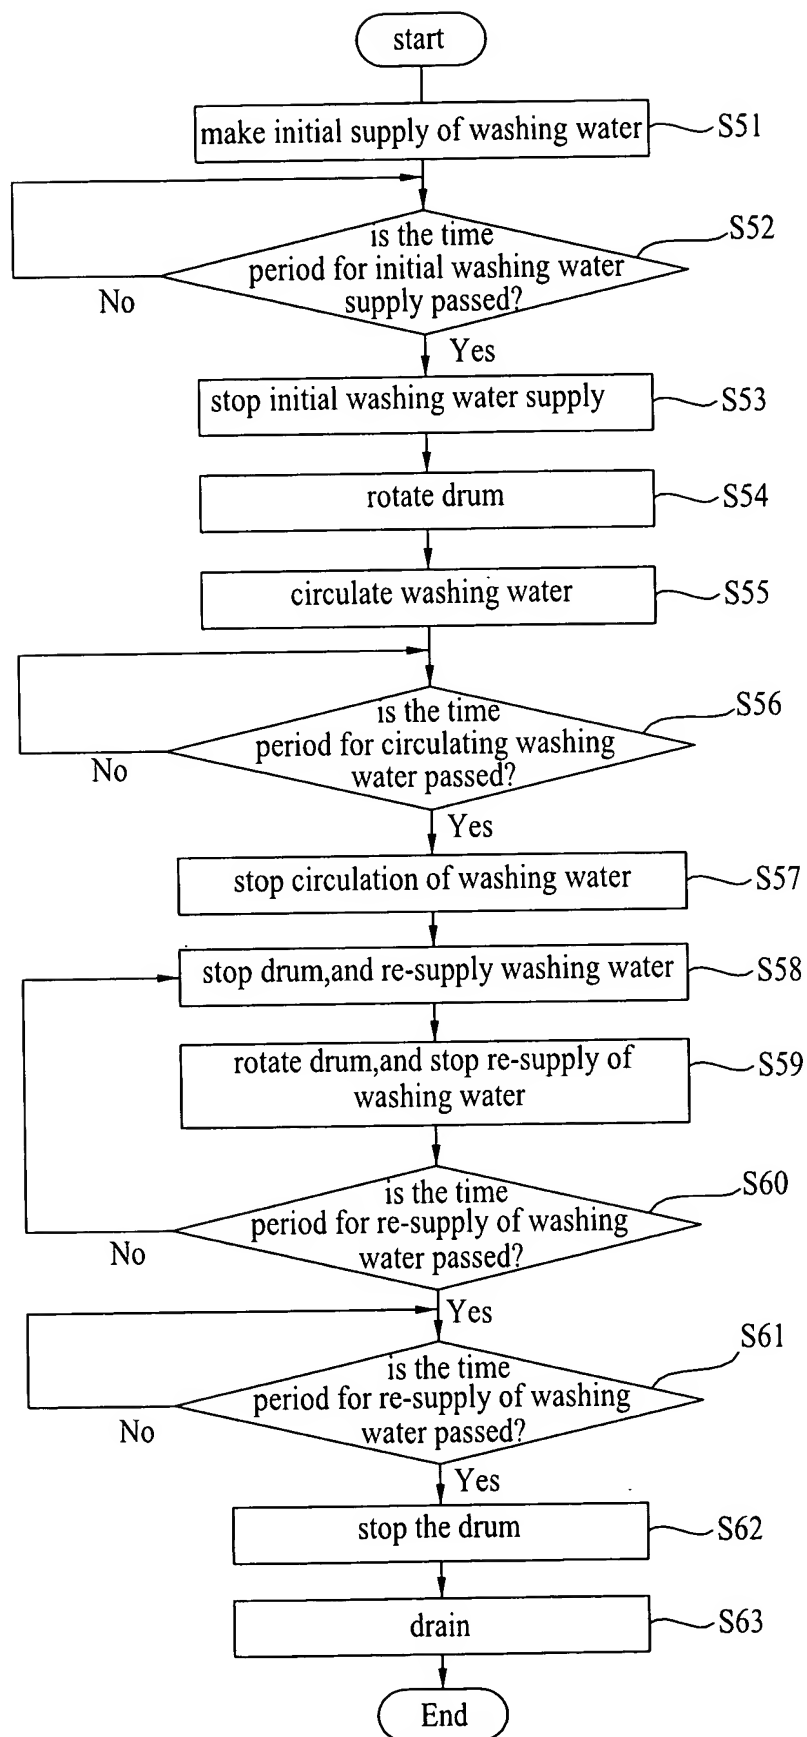 start
make initial supply of washing water
S51
is the time
period for initial washing water
supply passed?
S52
No
Yes
stop initial washing water supply
S53
rotate drum
S54
circulate washing water
S55
is the time
period for circulating washing
water passed?
S56
No
Yes
stop circulation of washing water
S57
stop drum,and re-supply washing water
S58
rotate drum,and stop re-supply of
washing water
S59
is the time
period for re-supply of washing
water passed?
S60
No
Yes
is the time
period for re-supply of washing
water passed?
S61
No
Yes
stop the drum
S62
drain
S63
End